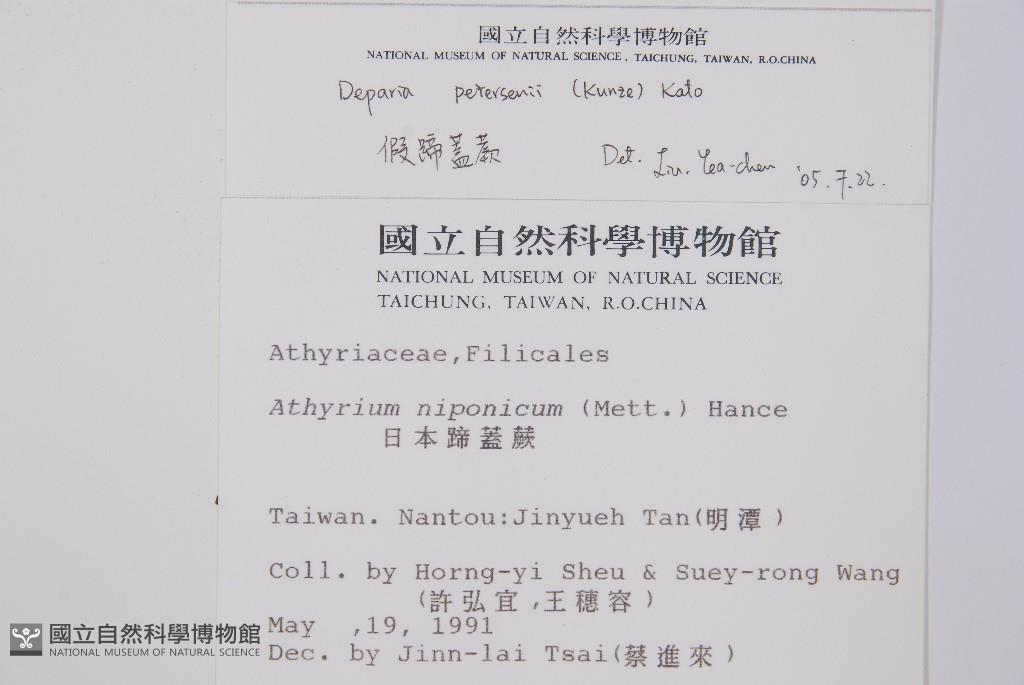 國立自然科學博物館
NATIONAL MUSEUM OF NATURAL SCIENCE, TAICHUNG, TAIWAN, R.O.CHINA
Deparia petersenii (Kunze) Kato
假蹄蓋蕨 Det. Liu. Yea-chen '05.7.22.
國立自然科學博物館
NATIONAL MUSEUM OF NATURAL SCIENCE
TAICHUNG, TAIWAN, R.O.CHINA
Athyriaceae,Filicales
Athyrium niponicum (Mett.) Hance
日本蹄蓋蕨
Taiwan. Nantou:Jinyueh Tan(明潭)
Coll. by Horng-yi Sheu & Suey-rong Wang
(許弘宜,王穗容)
May ,19, 1991
Dec. by Jinn-lai Tsai(蔡進來)
國立自然科學博物館
NATIONAL MUSEUM OF NATURAL SCIENCE